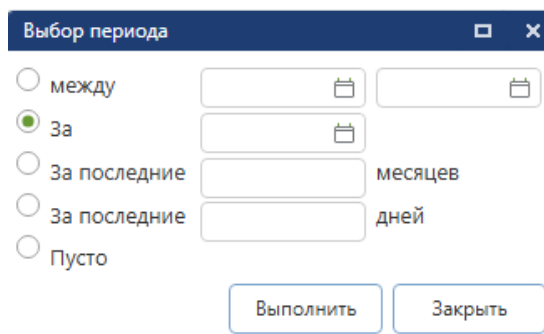 Выбор периода
между
За
За последние месяцев
За последние дней
Пусто
Выполнить Закрыть